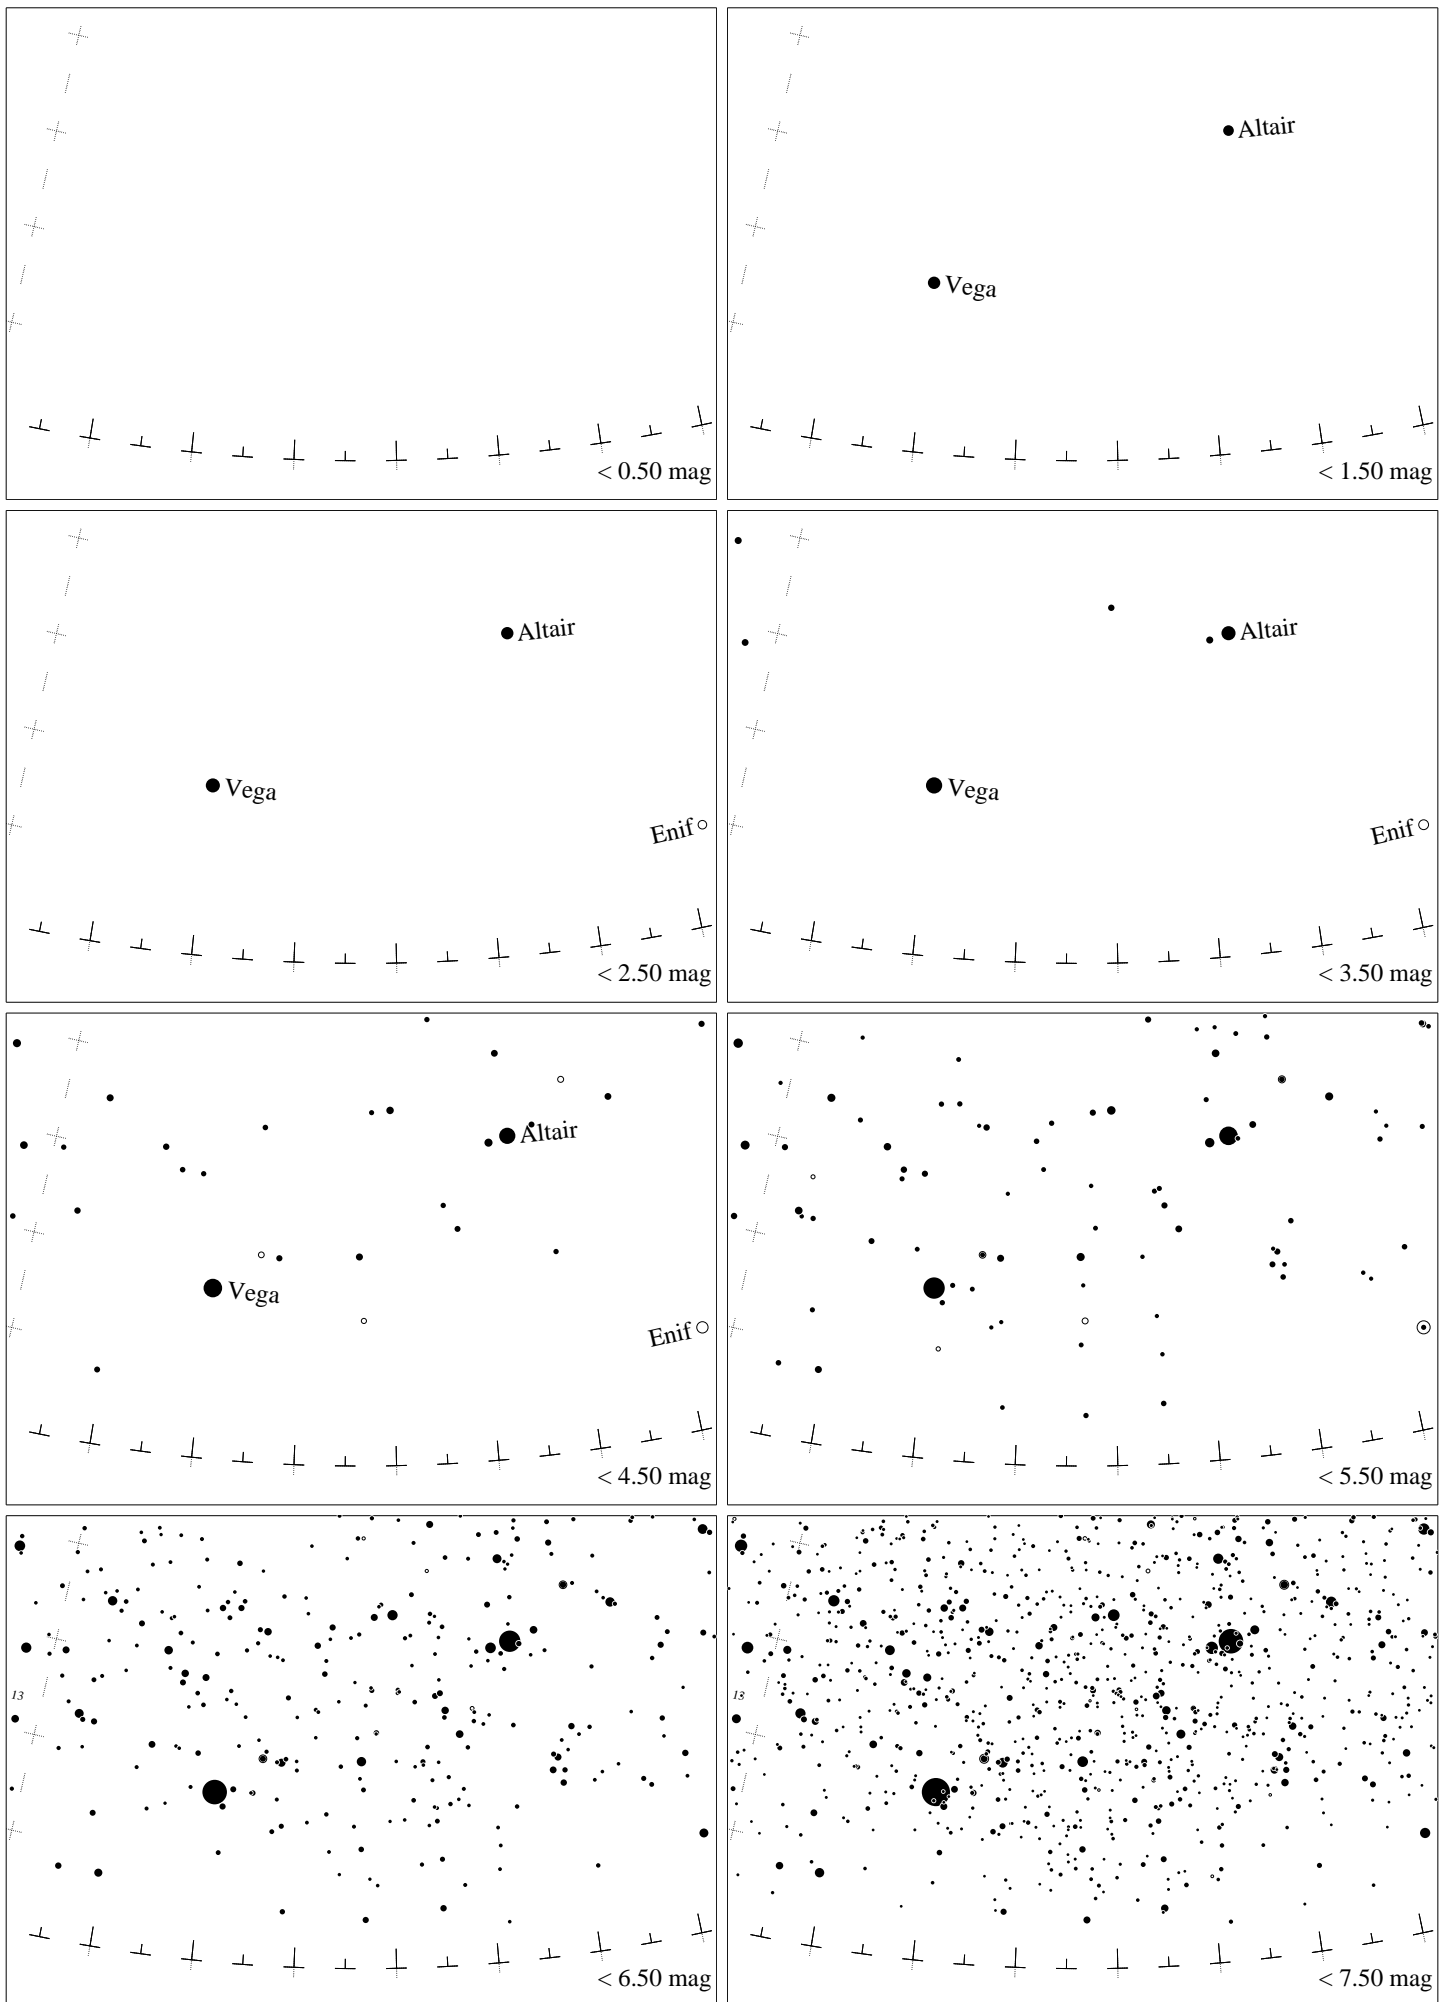 < 0.50 mag
Altair
Vega
< 1.50 mag
Altair
Vega
Enif
< 2.50 mag
Altair
Vega
Enif
< 3.50 mag
Altair
Vega
Enif
< 4.50 mag
< 5.50 mag
13
< 6.50 mag
13
< 7.50 mag